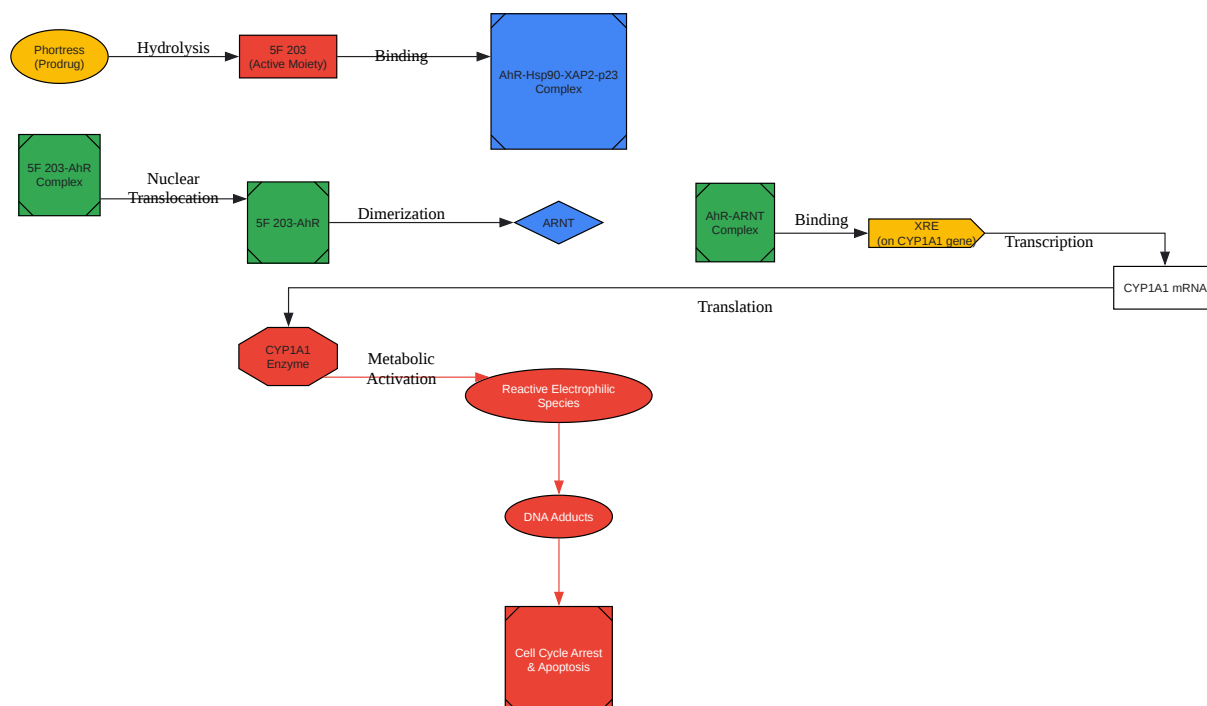 Phortress
(Prodrug)
Hydrolysis
5F 203
(Active Moiety)
Binding
AhR-Hsp90-XAP2-p23
Complex
5F 203-AhR
Complex
Nuclear
Translocation
5F 203-AhR
Dimerization
ARNT
AhR-ARNT
Complex
Binding
XRE
(on CYP1A1 gene)
Transcription
CYP1A1 mRNA
Translation
CYP1A1
Enzyme
Metabolic
Activation
Reactive Electrophilic
Species
DNA Adducts
Cell Cycle Arrest
& Apoptosis